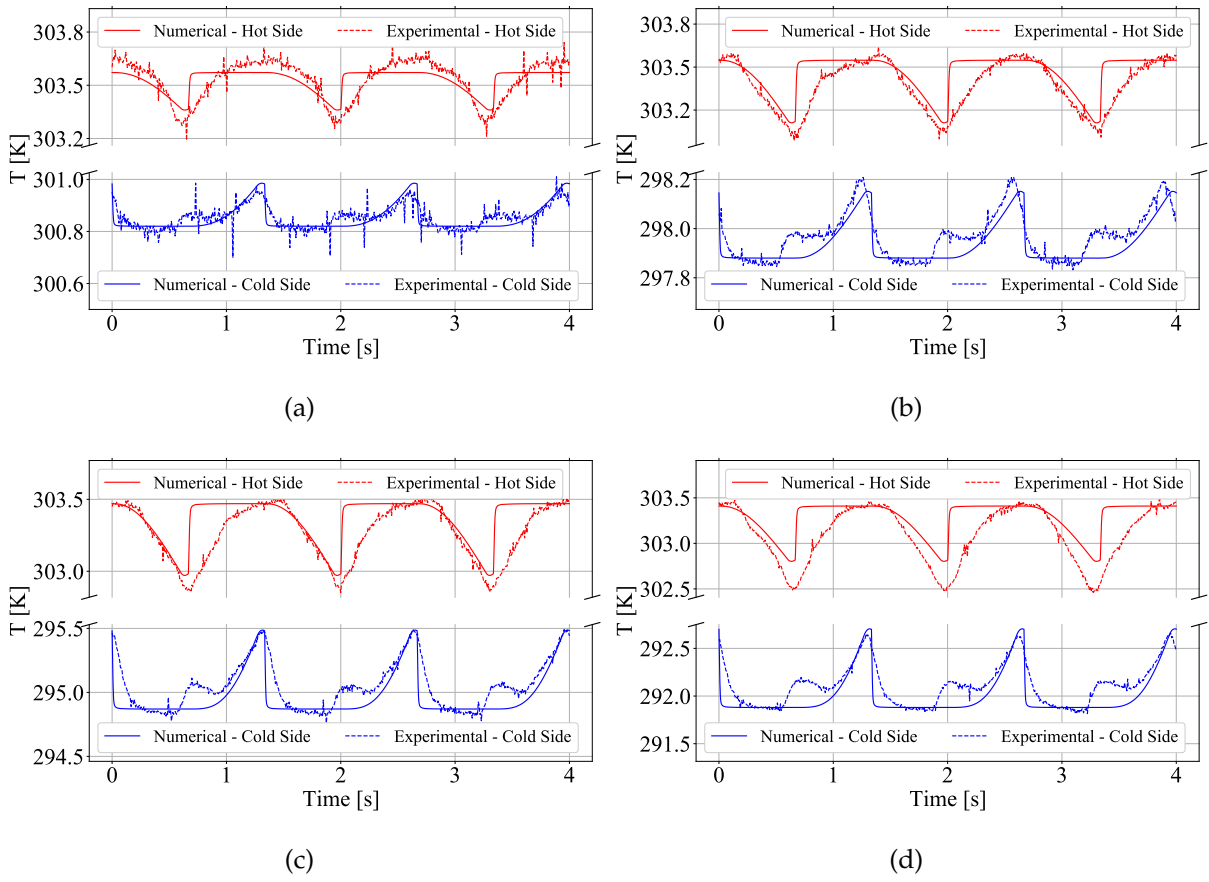 Numerical - Hot Side Experimental - Hot Side
303.8
303.5
303.2
T [K]
301.0
300.8
300.6
Numerical - Cold Side Experimental - Cold Side
0 1 2 3 4
Time [s]
(a)
Numerical - Hot Side Experimental - Hot Side
303.8
303.5
303.2
T [K]
298.2
298.0
297.8
Numerical - Cold Side Experimental - Cold Side
0 1 2 3 4
Time [s]
(b)
Numerical - Hot Side Experimental - Hot Side
303.5
303.0
T [K]
295.5
295.0
294.5
Numerical - Cold Side Experimental - Cold Side
0 1 2 3 4
Time [s]
(c)
Numerical - Hot Side Experimental - Hot Side
303.5
303.0
302.5
T [K]
292.5
292.0
291.5
Numerical - Cold Side Experimental - Cold Side
0 1 2 3 4
Time [s]
(d)